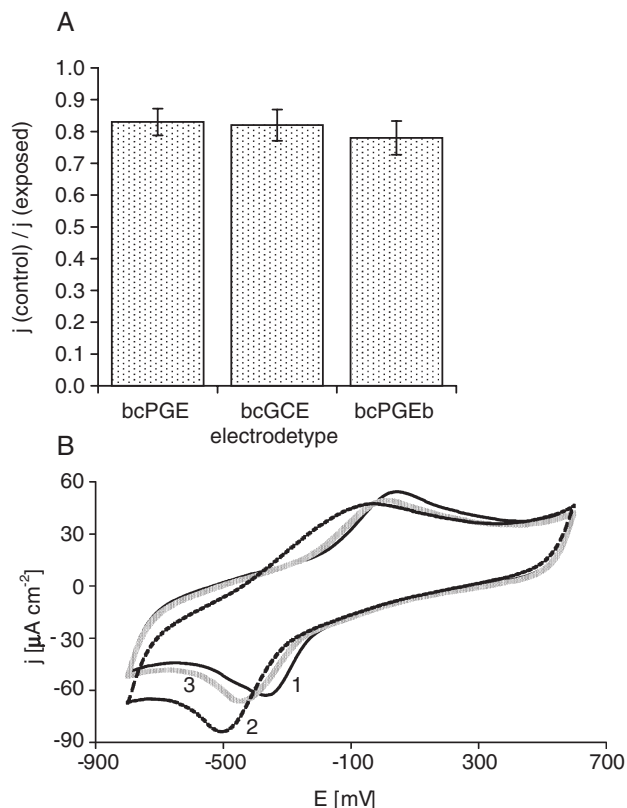 A
1.0
0.9
0.8
0.7
0.6
0.5
0.4
0.3
0.2
0.1
0.0
j (control) / j (exposed)
bcPGE bcGCE bcPGEb
electrodetype
B
60
30
0
-30
-60
-90
j [µA cm⁻²]
3 1
2
-900 -500 -100 300 700
E [mV]